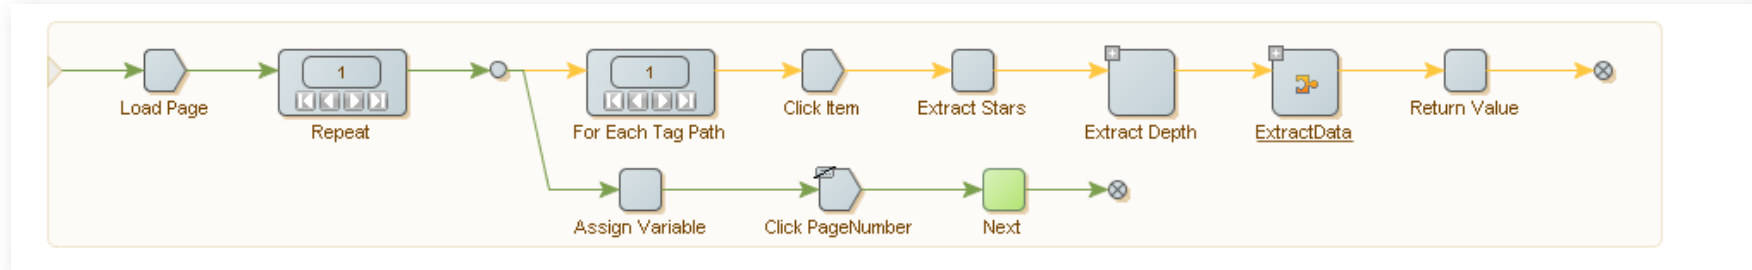 1
1
Load Page
Repeat
For Each Tag Path
Click Item
Extract Stars
Extract Depth
ExtractData
Return Value
Assign Variable
Click PageNumber
Next